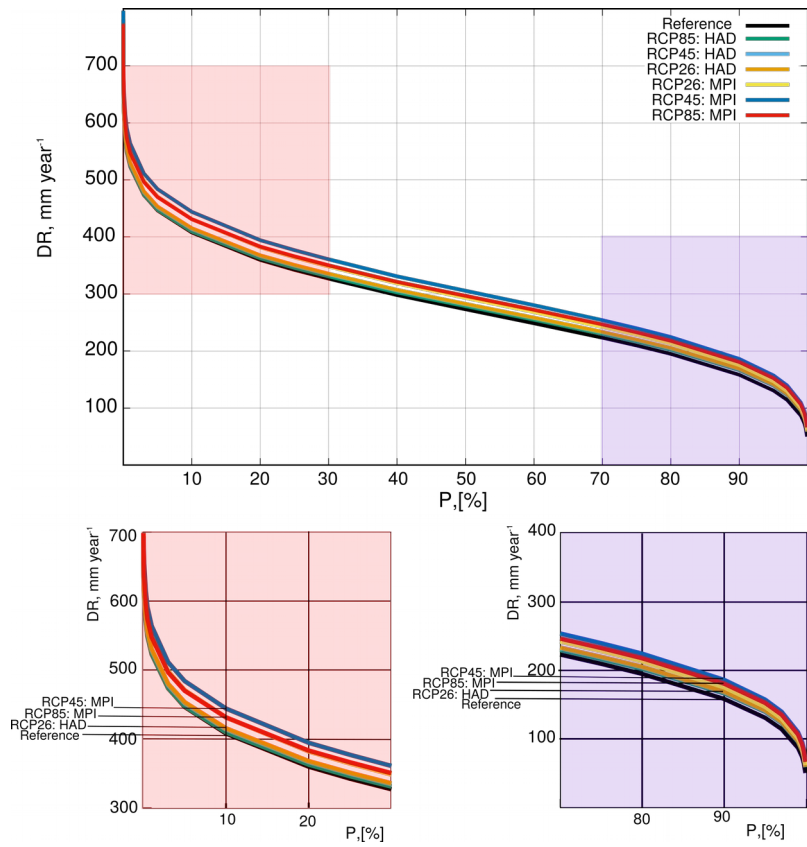 Reference
RCP85: HAD
RCP45: HAD
RCP26: HAD
RCP26: MPI
RCP45: MPI
RCP85: MPI
700
600
500
400
300
200
100
DR, mm year⁻¹
10 20 30 40 50 60 70 80 90
P,[%]
700
600
500
400
300
DR, mm year⁻¹
RCP45: MPI
RCP85: MPI
RCP26: HAD
Reference
10 20
P,[%]
400
300
200
100
DR, mm year⁻¹
RCP45: MPI
RCP85: MPI
RCP26: HAD
Reference
80 90
P,[%]